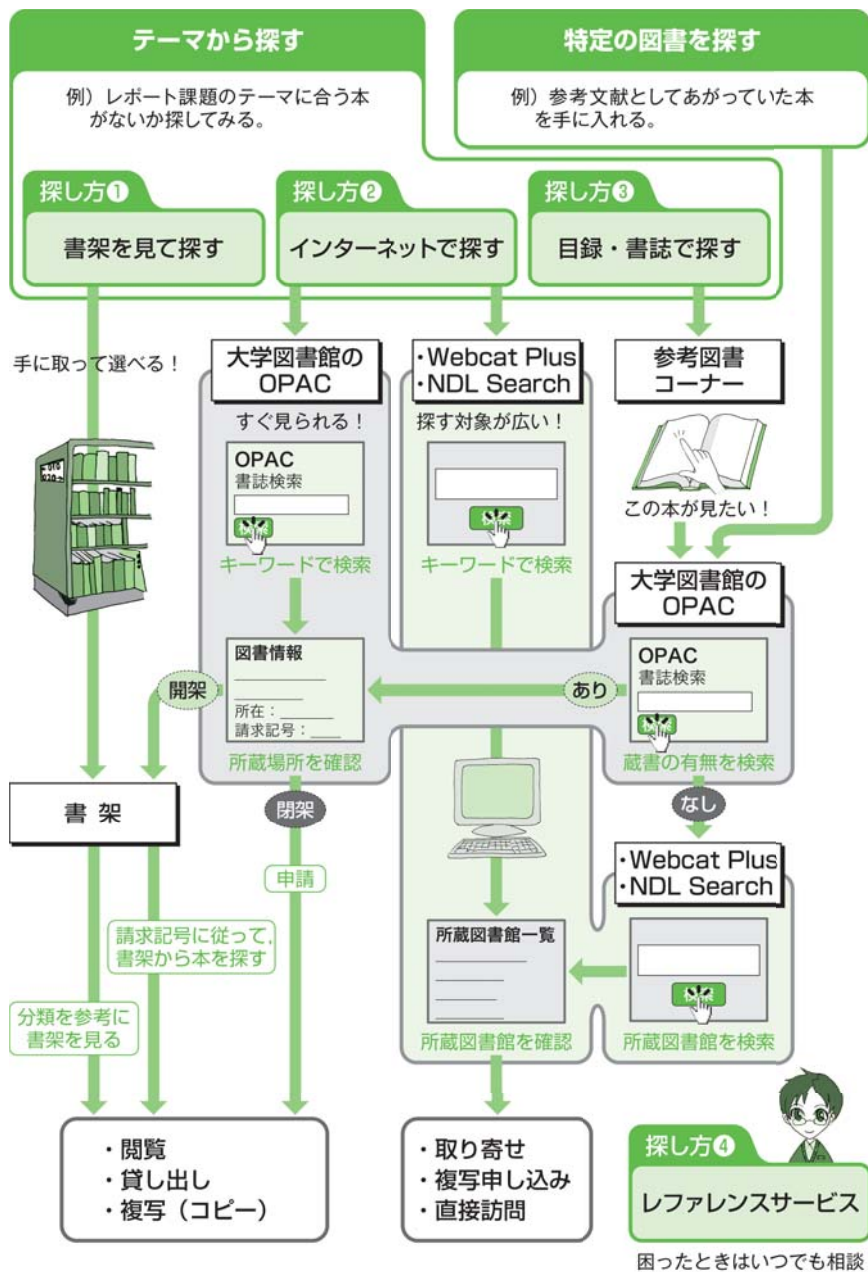 テーマから探す
例）レポート課題のテーマに合う本
がないか探してみる。
特定の図書を探す
例）参考文献としてあがっていた本
を手に入れる。
探し方❶
書架を見て探す
探し方❷
インターネットで探す
探し方❸
目録・書誌で探す
手に取って選べる！
大学図書館の
OPAC
すぐ見られる！
OPAC
書誌検索
検索
キーワードで検索
・Webcat Plus
・NDL Search
探す対象が広い！
検索
キーワードで検索
参考図書
コーナー
この本が見たい！
大学図書館の
OPAC
OPAC
書誌検索
検索
蔵書の有無を検索
あり
なし
図書情報
所在：
請求記号：
所蔵場所を確認
開架
閉架
書架
申請
請求記号に従って，
書架から本を探す
分類を参考に
書架を見る
・Webcat Plus
・NDL Search
検索
所蔵図書館を検索
所蔵図書館一覧
所蔵図書館を確認
・閲覧
・貸し出し
・複写（コピー）
・取り寄せ
・複写申し込み
・直接訪問
探し方❹
レファレンスサービス
困ったときはいつでも相談